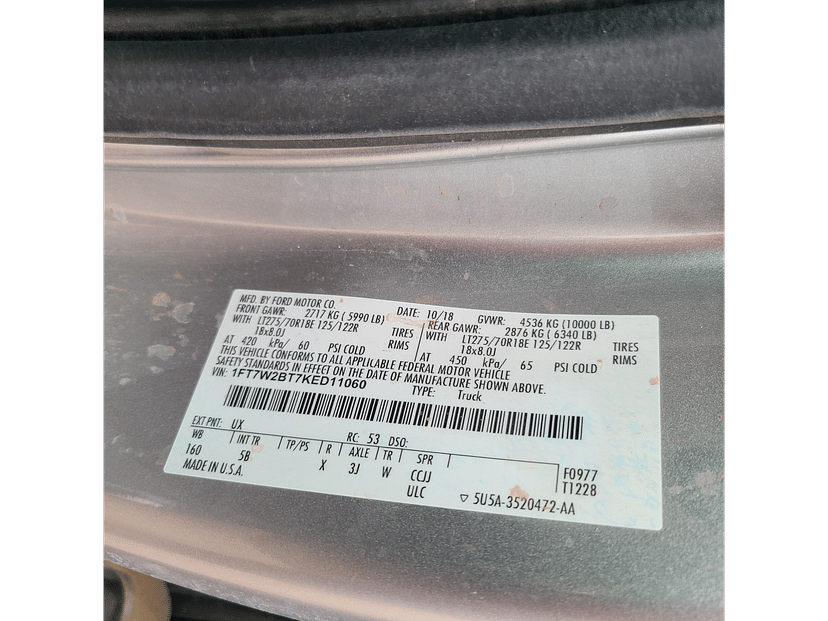 MFD. BY FORD MOTOR CO. DATE: 10/18 GVWR: 4536 KG (10000 LB)
FRONT GAWR: 2717 KG ( 5990 LB) REAR GAWR: 2876 KG ( 6340 LB)
WITH LT275/70R18E 125/122R TIRES WITH LT275/70R18E 125/122R TIRES
18x8.0J RIMS 18x8.0J RIMS
AT 420 kPa/ 60 PSI COLD AT 450 kPa/ 65 PSI COLD
THIS VEHICLE CONFORMS TO ALL APPLICABLE FEDERAL MOTOR VEHICLE
SAFETY STANDARDS IN EFFECT ON THE DATE OF MANUFACTURE SHOWN ABOVE.
VIN: 1FT7W2BT7KED11060 TYPE: Truck
EXT PNT: UX RC: 53 DSO:
WB INT TR TP/PS R AXLE TR SPR F0977
160 5B X 3J W CCJJ T1228
MADE IN U.S.A. ULC ▽ 5U5A-3520472-AA